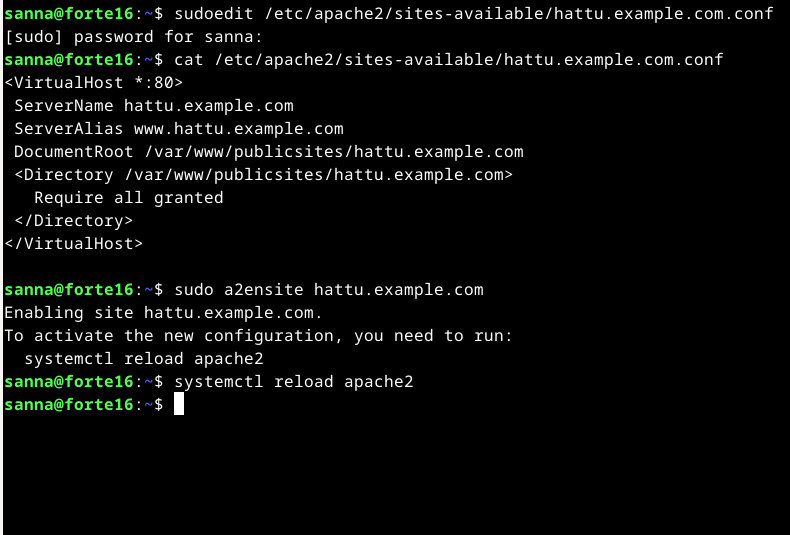 sanna@forte16:~$ sudoedit /etc/apache2/sites-available/hattu.example.com.conf
[sudo] password for sanna:
sanna@forte16:~$ cat /etc/apache2/sites-available/hattu.example.com.conf
<VirtualHost *:80>
 ServerName hattu.example.com
 ServerAlias www.hattu.example.com
 DocumentRoot /var/www/publicsites/hattu.example.com
 <Directory /var/www/publicsites/hattu.example.com>
   Require all granted
 </Directory>
</VirtualHost>

sanna@forte16:~$ sudo a2ensite hattu.example.com
Enabling site hattu.example.com.
To activate the new configuration, you need to run:
  systemctl reload apache2
sanna@forte16:~$ systemctl reload apache2
sanna@forte16:~$